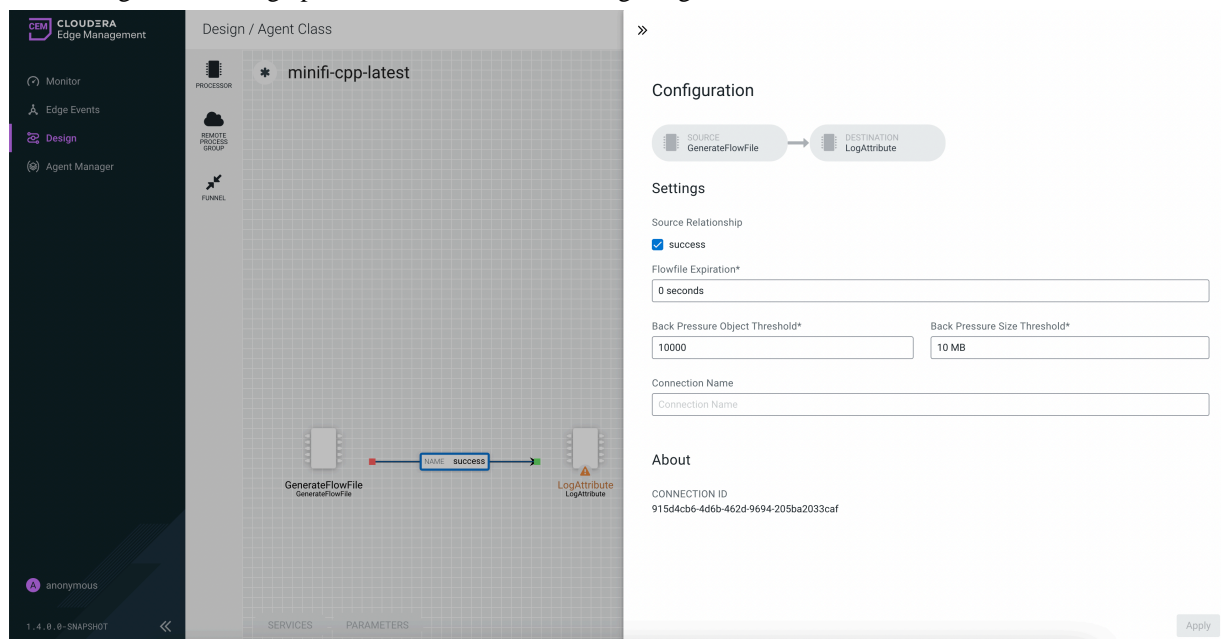 CEM
CLOUDERA
Edge Management
Monitor
Edge Events
Design
Agent Manager
A anonymous
1.4.0.0-SNAPSHOT
Design / Agent Class
PROCESSOR
REMOTE
PROCESS
GROUP
FUNNEL
minifi-cpp-latest
GenerateFlowFile
GenerateFlowFile
NAME success
LogAttribute
LogAttribute
SERVICES PARAMETERS
Configuration
SOURCE
GenerateFlowFile
DESTINATION
LogAttribute
Settings
Source Relationship
success
Flowfile Expiration*
0 seconds
Back Pressure Object Threshold* Back Pressure Size Threshold*
10000 10 MB
Connection Name
Connection Name
About
CONNECTION ID
915d4cb6-4d6b-462d-9694-205ba2033caf
Apply